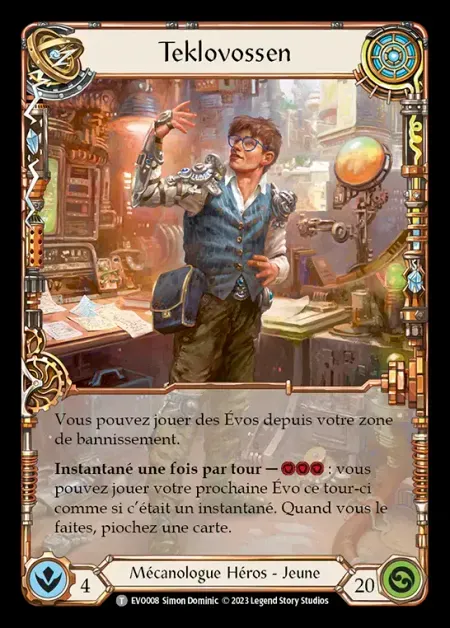 Teklovossen
Vous pouvez jouer des Évos depuis votre zone
de bannissement.
Instantané une fois par tour — : vous
pouvez jouer votre prochaine Évo ce tour-ci
comme si c'était un instantané. Quand vous le
faites, piochez une carte.
4
Mécanologue Héros - Jeune
20
T EVO008 Simon Dominic © 2023 Legend Story Studios